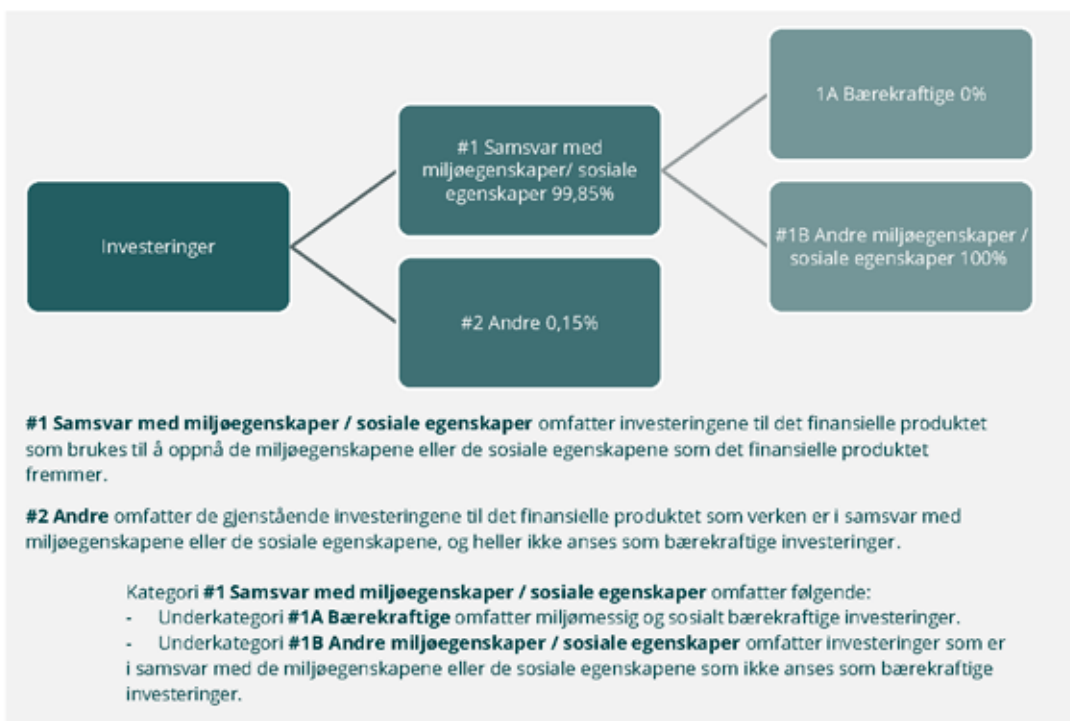 1A Bærekraftige 0%
#1 Samsvar med
miljøegenskaper/ sosiale
egenskaper 99,85%
Investeringer
#1B Andre miljøegenskaper /
sosiale egenskaper 100%
#2 Andre 0,15%
#1 Samsvar med miljøegenskaper / sosiale egenskaper omfatter investeringene til det finansielle produktet
som brukes til å oppnå de miljøegenskapene eller de sosiale egenskapene som det finansielle produktet
fremmer.
#2 Andre omfatter de gjenstående investeringene til det finansielle produktet som verken er i samsvar med
miljøegenskapene eller de sosiale egenskapene, og heller ikke anses som bærekraftige investeringer.
Kategori #1 Samsvar med miljøegenskaper / sosiale egenskaper omfatter følgende:
- Underkategori #1A Bærekraftige omfatter miljømessig og sosialt bærekraftige investeringer.
- Underkategori #1B Andre miljøegenskaper / sosiale egenskaper omfatter investeringer som er
i samsvar med de miljøegenskapene eller de sosiale egenskapene som ikke anses som bærekraftige
investeringer.